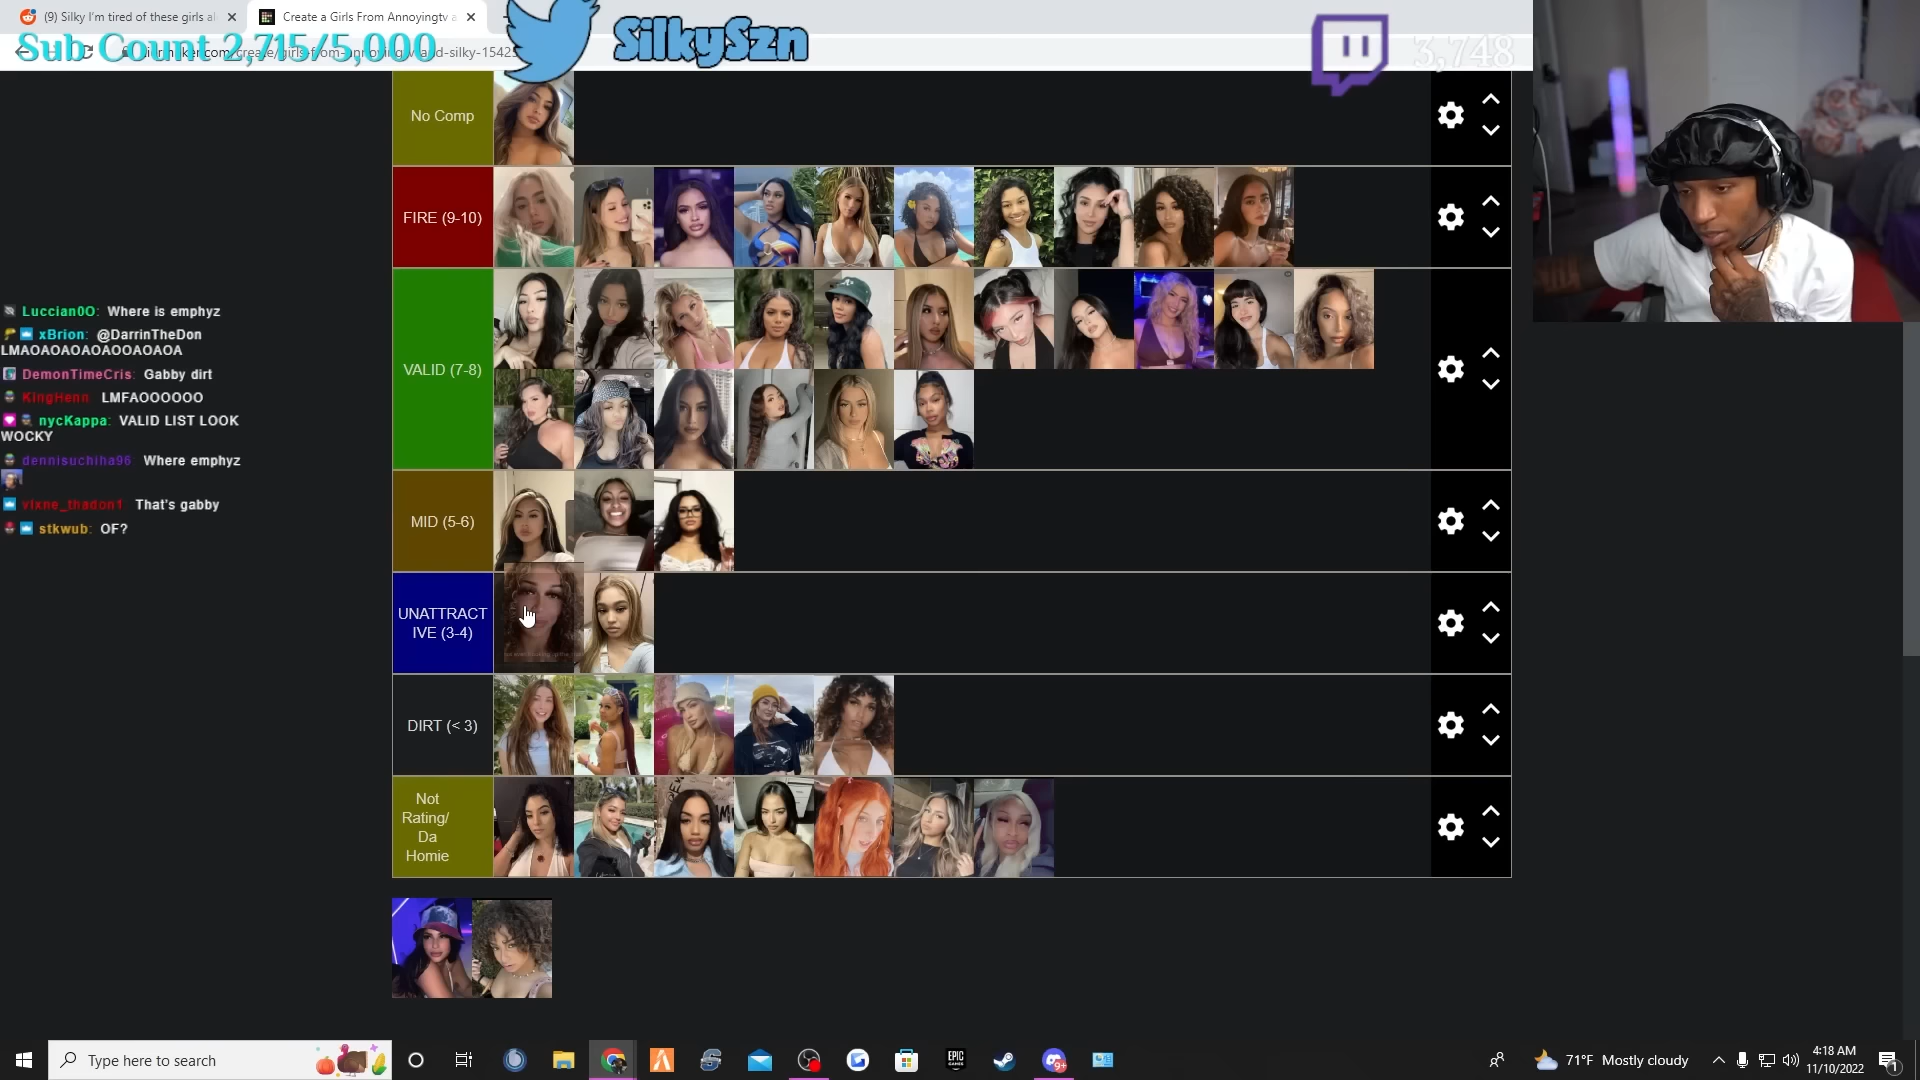 (9) Silky I'm tired of these girls al
Create a Girls From Annoyingtv a
Sub Count 2,715/5,000
SilkySzn
3,748
No Comp
FIRE (9-10)
VALID (7-8)
MID (5-6)
UNATTRACT
IVE (3-4)
DIRT (< 3)
Not
Rating/
Da
Homie
Luccian0O: Where is emphyz
xBrion: @DarrinTheDon
LMAOAOAOAOAOOAOAOA
DemonTimeCris: Gabby dirt
KingHenn: LMFAOOOOOO
nycKappa: VALID LIST LOOK
WOCKY
dennisuchiha96: Where emphyz
vixne_thadon1: That's gabby
stkwub: OF?
Type here to search
EPIC
GAMES
9+
71°F Mostly cloudy
4:18 AM
11/10/2022
1